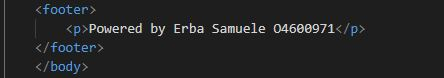 <footer>
<p>Powered by Erba Samuele O4600971</p>
</footer>
</body>